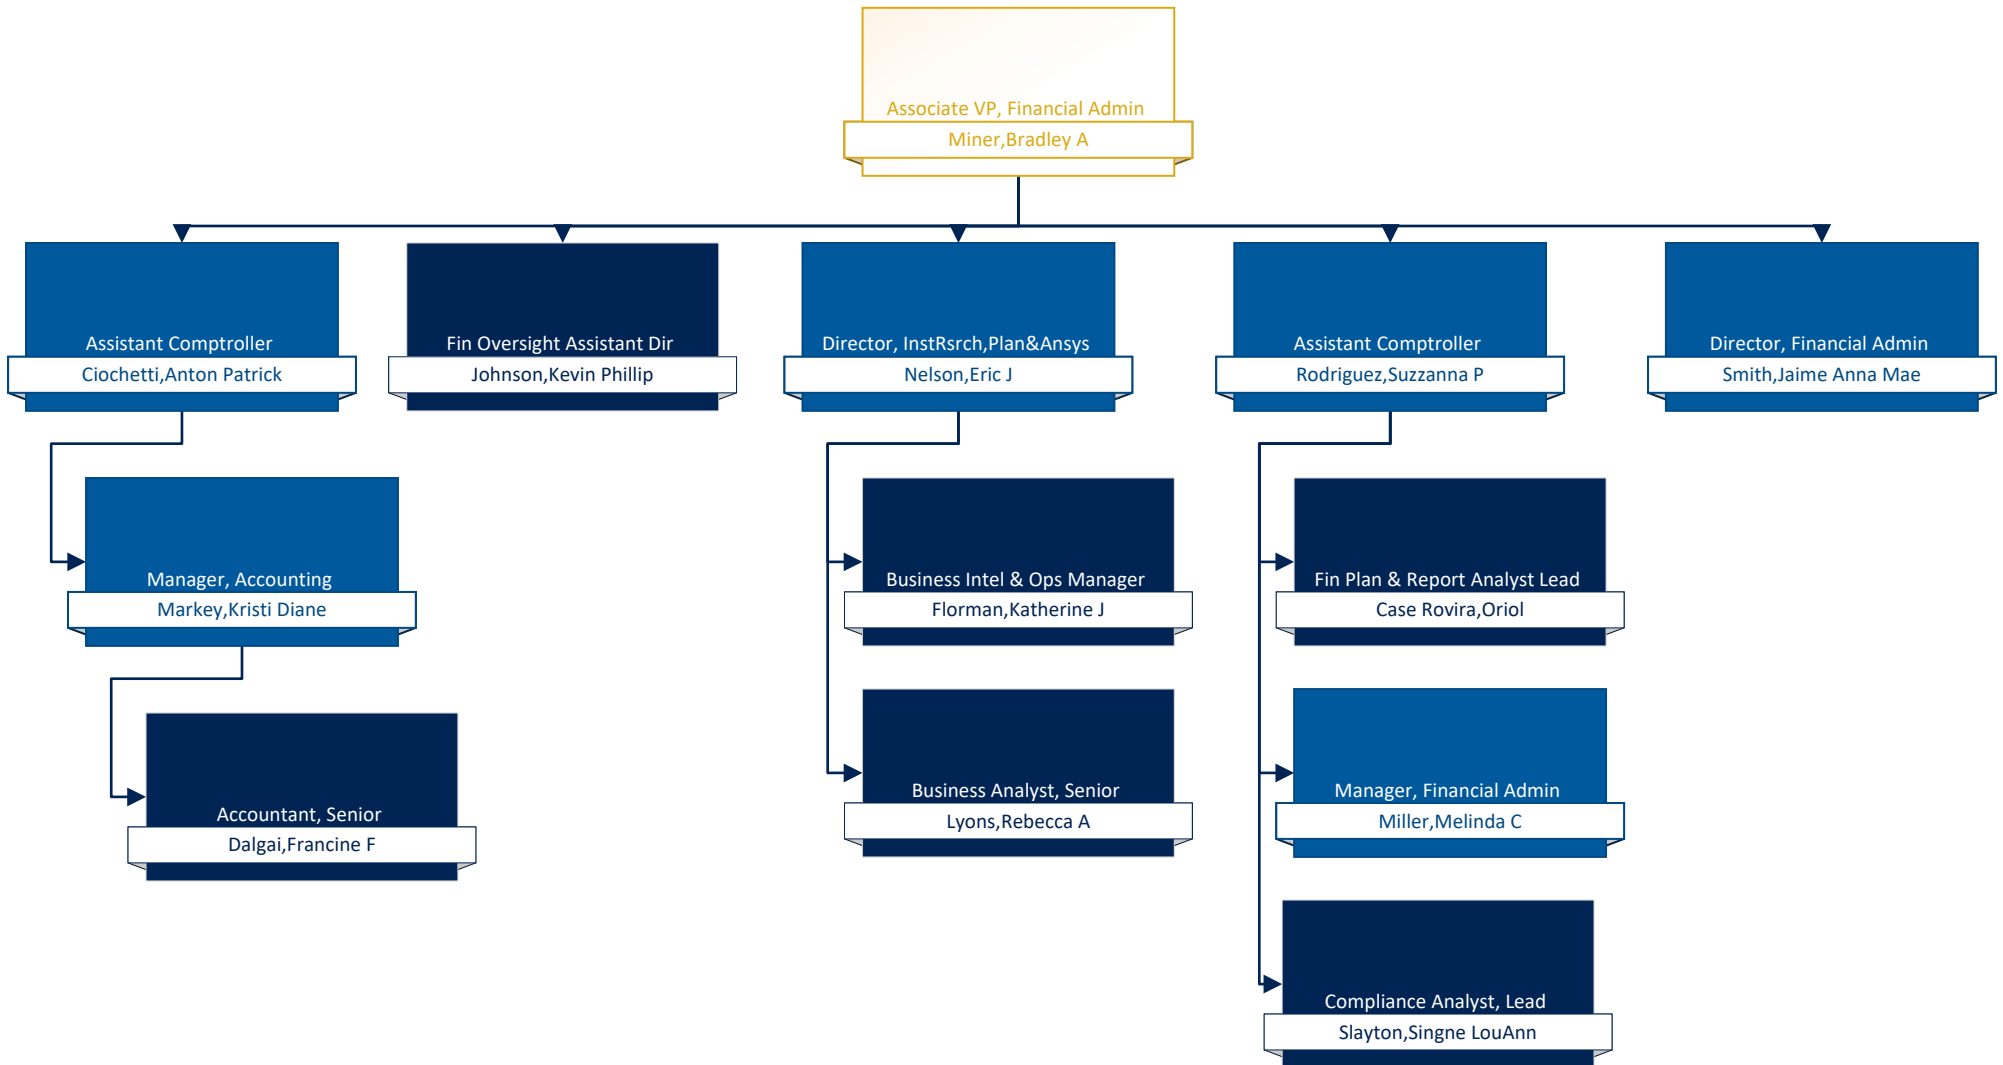 Associate VP, Financial Admin
Miner,Bradley A
Assistant Comptroller
Ciochetti,Anton Patrick
Fin Oversight Assistant Dir
Johnson,Kevin Phillip
Director, InstRsrch,Plan&Ansys
Nelson,Eric J
Assistant Comptroller
Rodriguez,Suzzanna P
Director, Financial Admin
Smith,Jaime Anna Mae
Manager, Accounting
Markey,Kristi Diane
Business Intel & Ops Manager
Florman,Katherine J
Fin Plan & Report Analyst Lead
Case Rovira,Oriol
Accountant, Senior
Dalgai,Francine F
Business Analyst, Senior
Lyons,Rebecca A
Manager, Financial Admin
Miller,Melinda C
Compliance Analyst, Lead
Slayton,Singne LouAnn